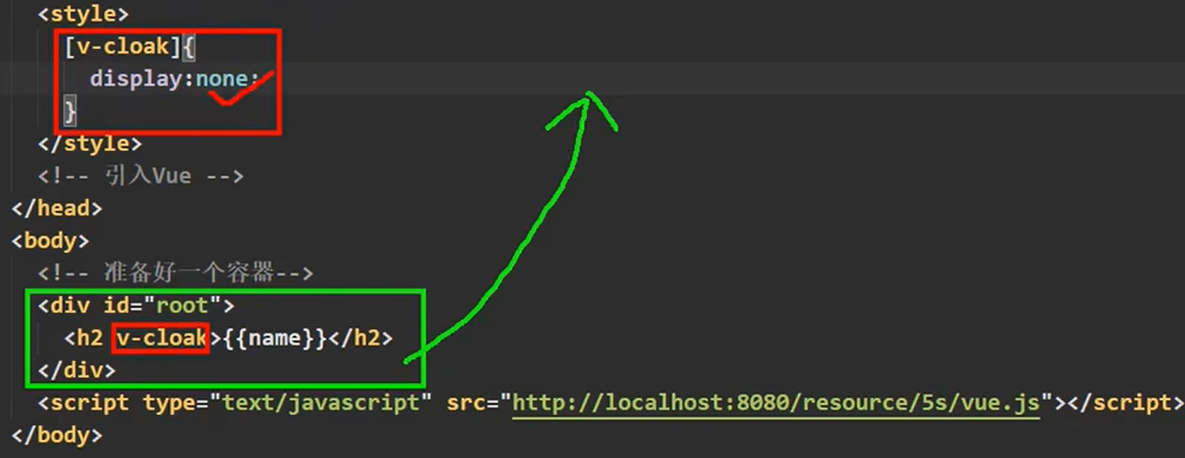 <style>
[v-cloak]{
display:none;
}
</style>
<!-- 引入Vue -->
</head>
<body>
<!-- 准备好一个容器-->
<div id="root">
<h2 v-cloak>{{name}}</h2>
</div>
<script type="text/javascript" src="http://localhost:8080/resource/5s/vue.js"></script>
</body>